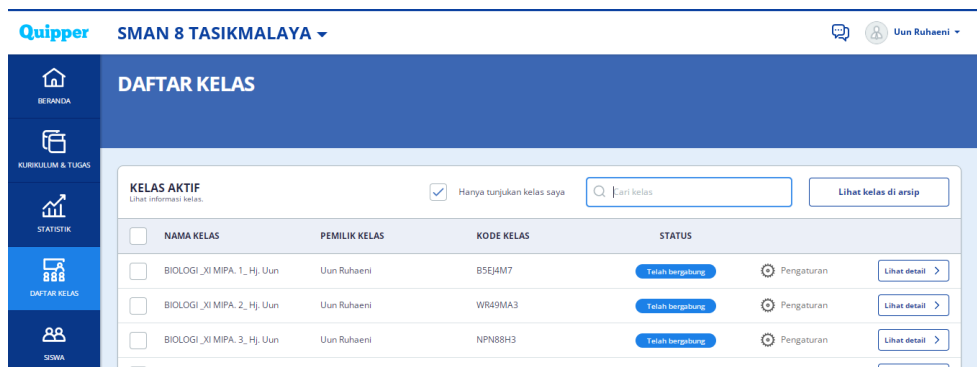 Quipper SMAN 8 TASIKMALAYA Uun Ruhaeni
BERANDA
DAFTAR KELAS
KURIKULUM & TUGAS
STATISTIK
DAFTAR KELAS
SISWA
KELAS AKTIF
Lihat informasi kelas.
Hanya tunjukan kelas saya
Cari kelas
Lihat kelas di arsip
NAMA KELAS PEMILIK KELAS KODE KELAS STATUS
BIOLOGI _XI MIPA. 1_ Hj. Uun Uun Ruhaeni B5EJ4M7 Telah bergabung Pengaturan Lihat detail
BIOLOGI _XI MIPA. 2_ Hj. Uun Uun Ruhaeni WR49MA3 Telah bergabung Pengaturan Lihat detail
BIOLOGI _XI MIPA. 3_ Hj. Uun Uun Ruhaeni NPN88H3 Telah bergabung Pengaturan Lihat detail